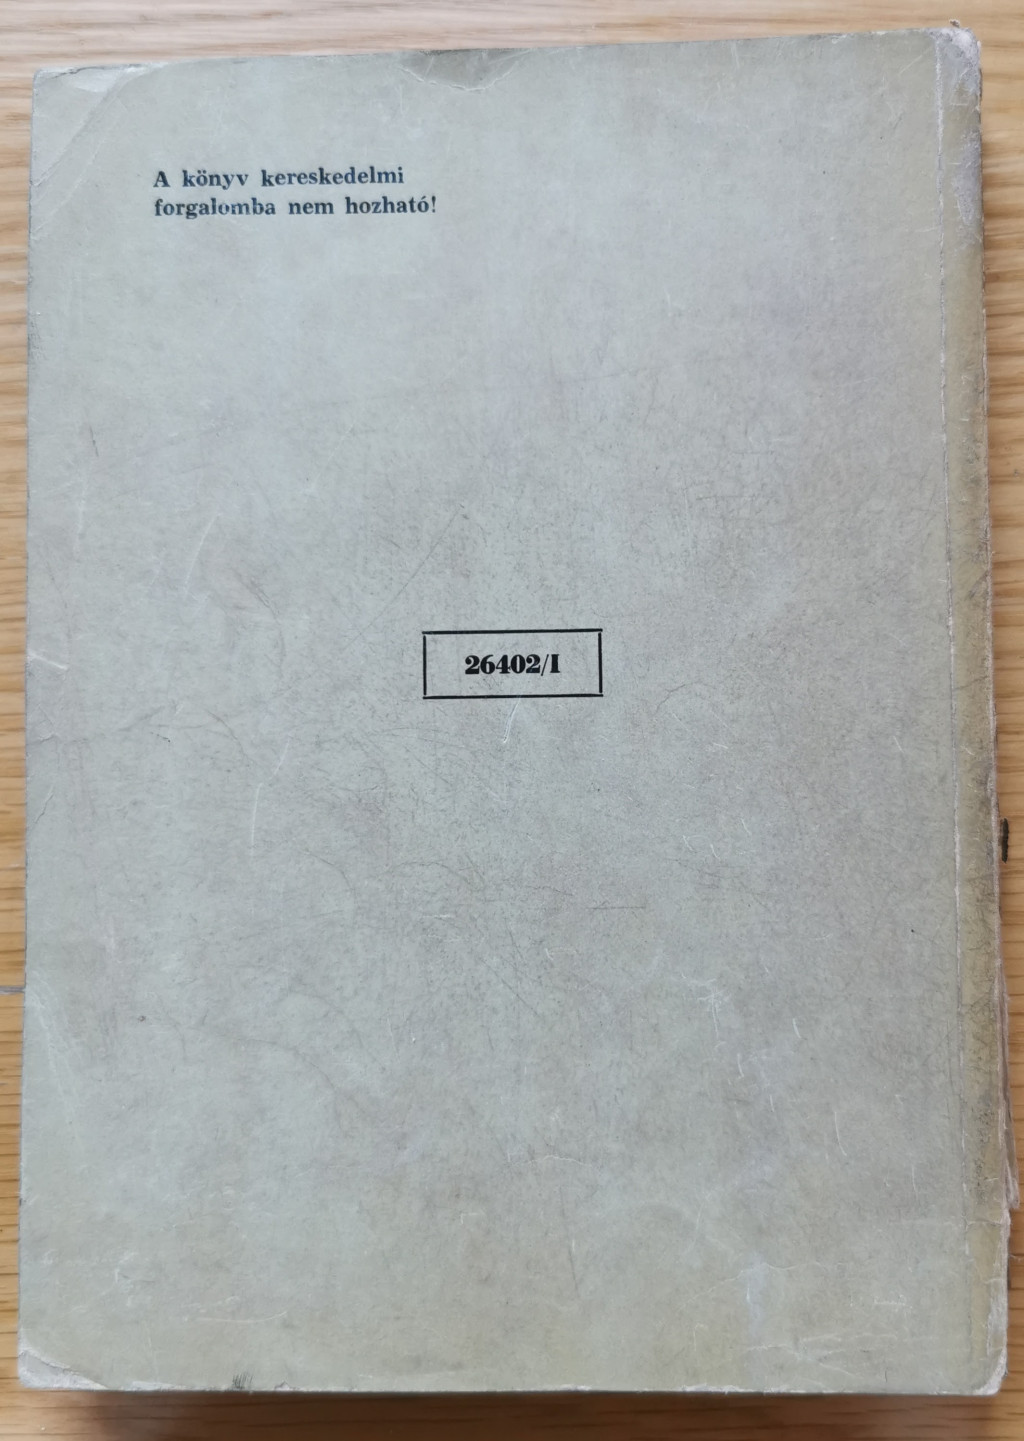 A könyv kereskedelmi
forgalomba nem hozható!
26402/I